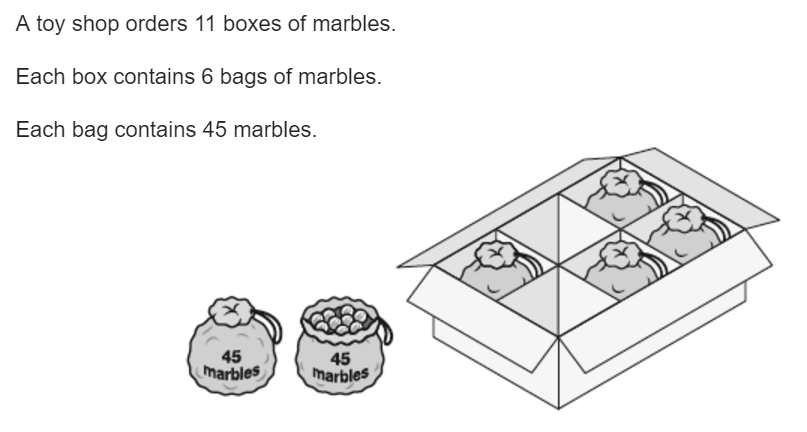 A toy shop orders 11 boxes of marbles.
Each box contains 6 bags of marbles.
Each bag contains 45 marbles.
45
marbles
45
marbles